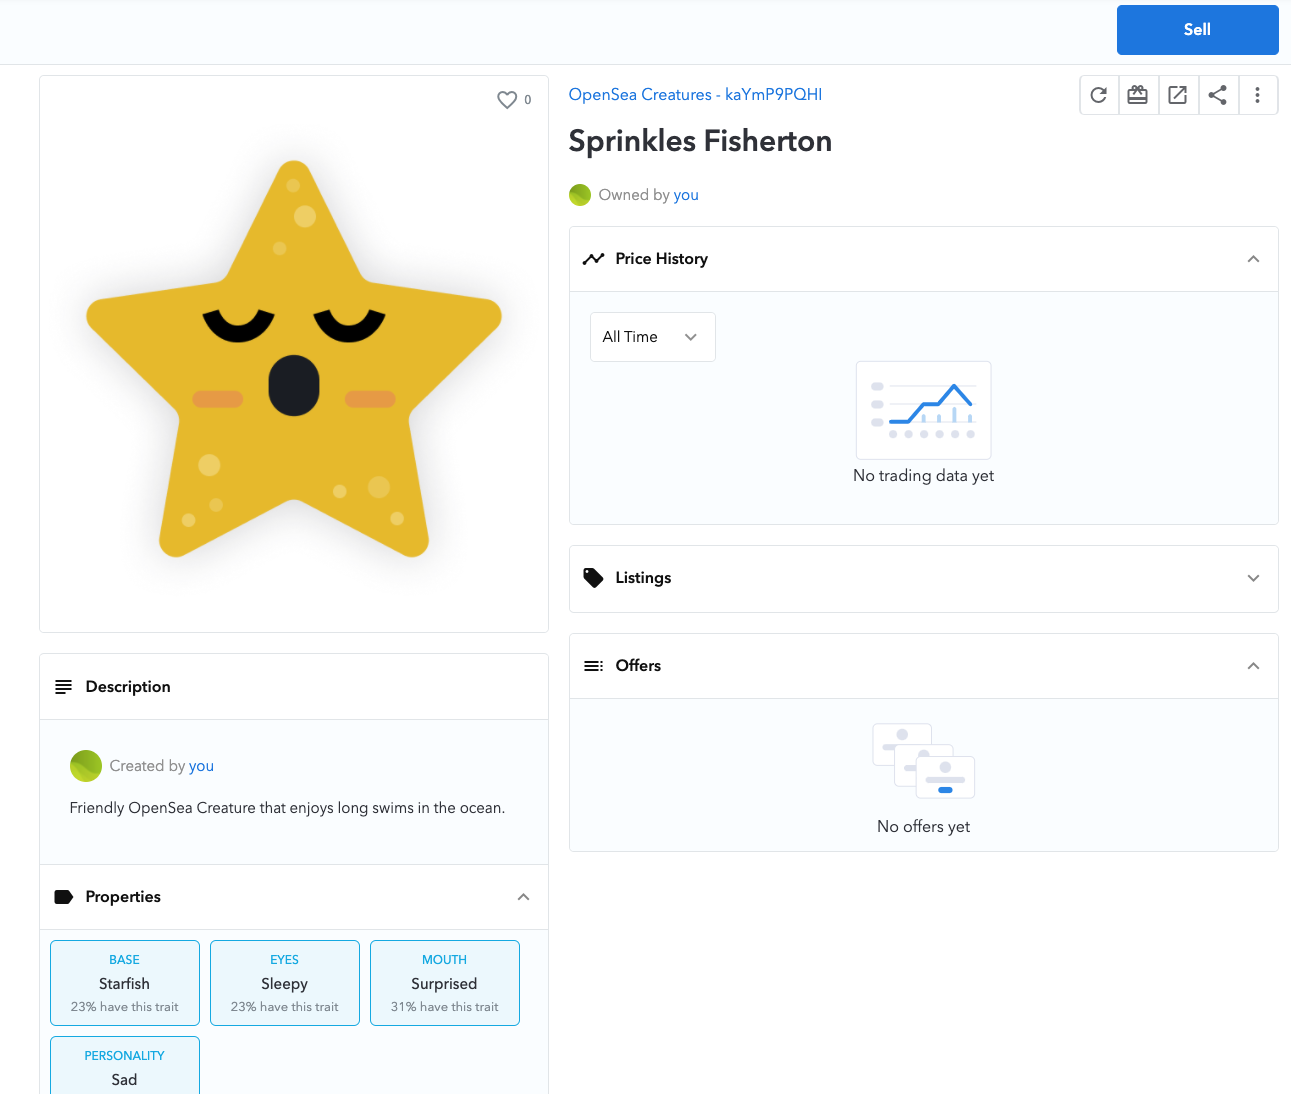 Sell
0
OpenSea Creatures - kaYmP9PQHI
Sprinkles Fisherton
Owned by you
Price History
All Time
No trading data yet
Listings
Offers
No offers yet
Description
Created by you
Friendly OpenSea Creature that enjoys long swims in the ocean.
Properties
BASE
Starfish
23% have this trait
EYES
Sleepy
23% have this trait
MOUTH
Surprised
31% have this trait
PERSONALITY
Sad